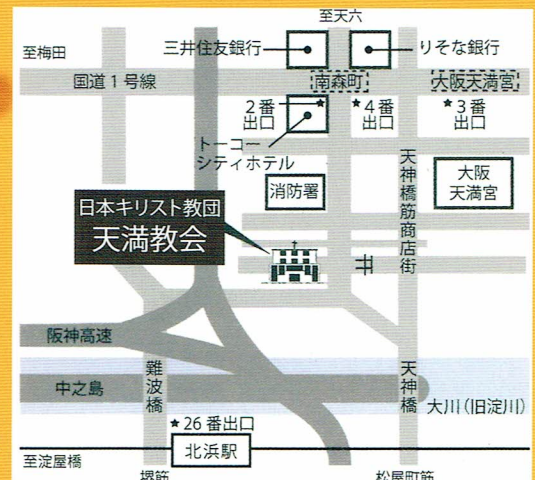 至天六
三井住友銀行
りそな銀行
至梅田
国道1号線
南森町
大阪天満宮
2番
出口
4番
出口
3番
出口
トーコー
シティホテル
消防署
天神橋筋商店街
大阪
天満宮
日本キリスト教団
天満教会
阪神高速
中之島
難波橋
天神橋
大川(旧淀川)
26番出口
北浜駅
至淀屋橋
堺筋
松屋町筋